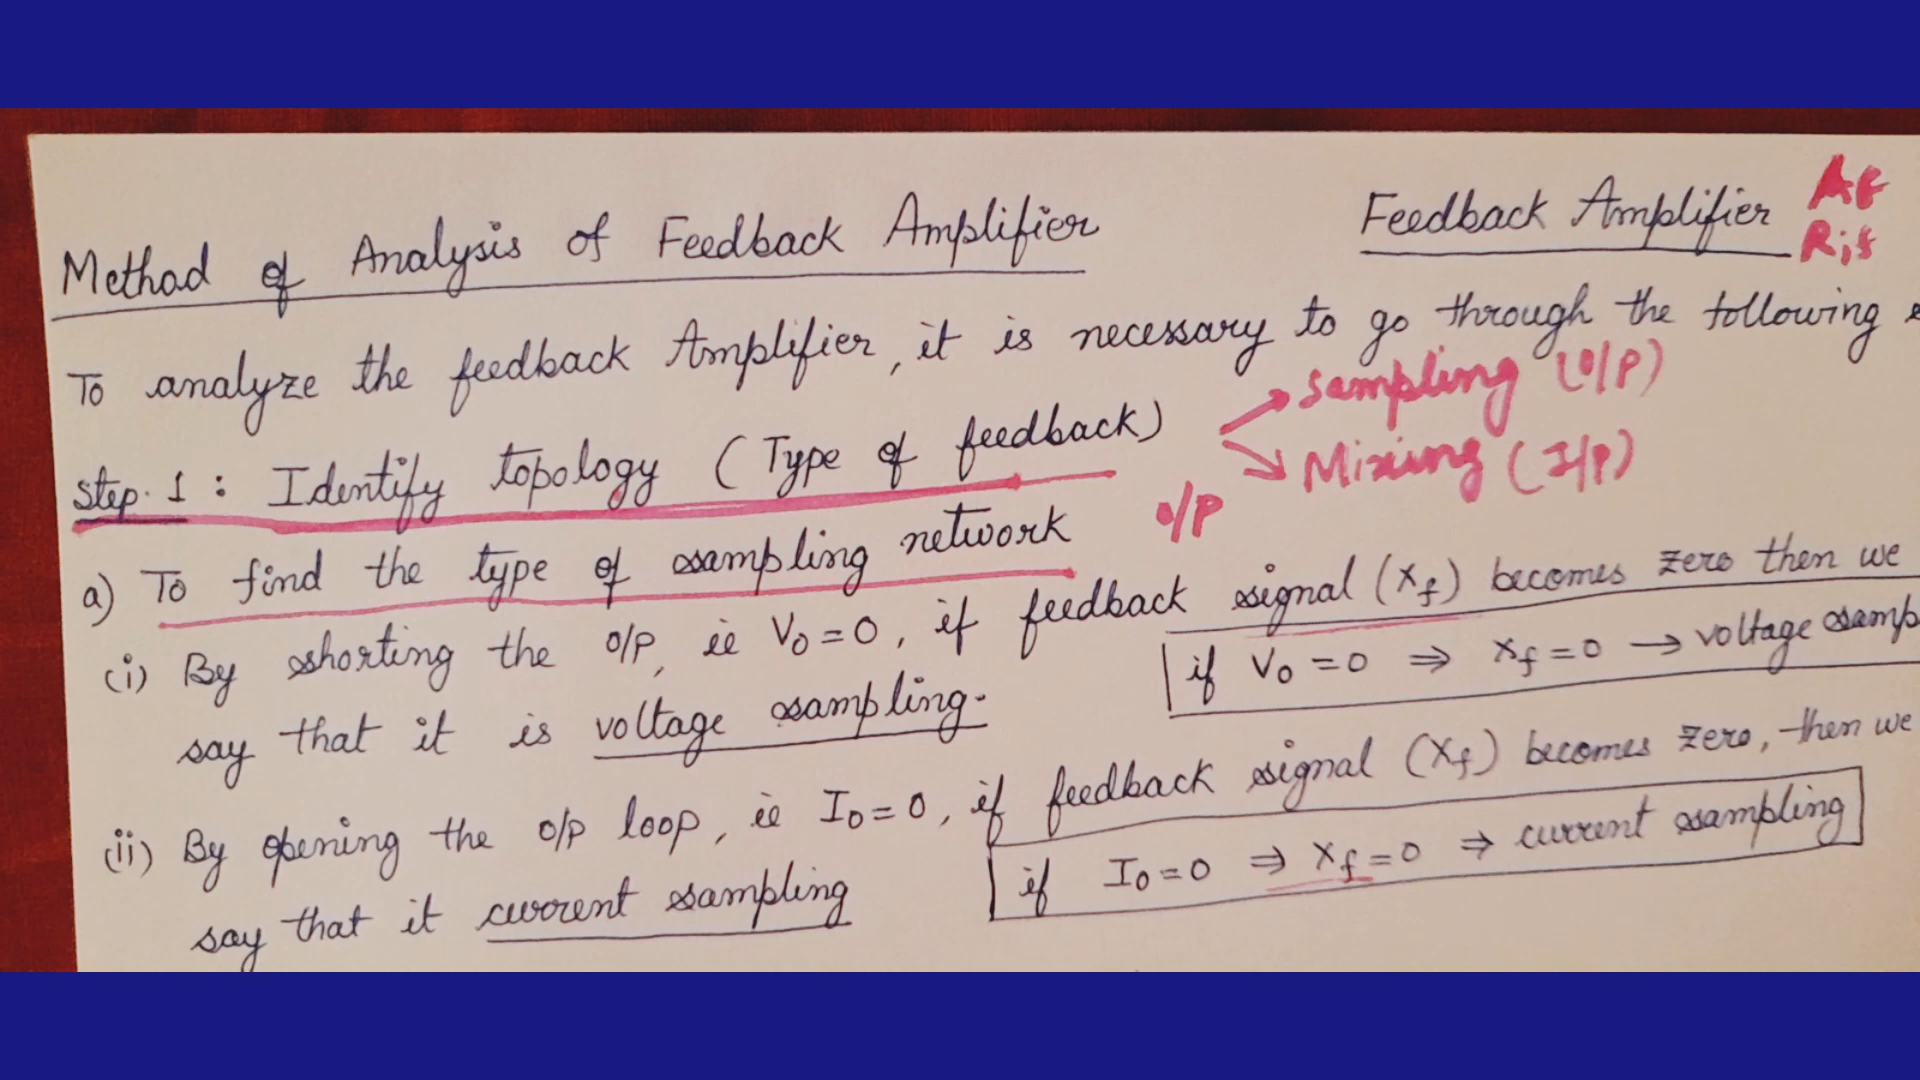 Method of Analysis of Feedback Amplifier
Feedback Amplifier
Af
Rif
To analyze the feedback Amplifier, it is necessary to go through the following
Step. 1 : Identify topology ( Type of feedback)
Sampling (O/P)
Mixing (I/P)
a) To find the type of sampling network
O/P
(i) By shorting the o/p, ie Vo = 0, if feedback signal (Xf) becomes zero then we
say that it is voltage sampling.
if Vo = 0 ⇒ Xf = 0 → voltage samp
(ii) By opening the o/p loop, ie Io = 0, if feedback signal (Xf) becomes zero, then we
say that it current sampling
if Io = 0 ⇒ Xf = 0 ⇒ current sampling